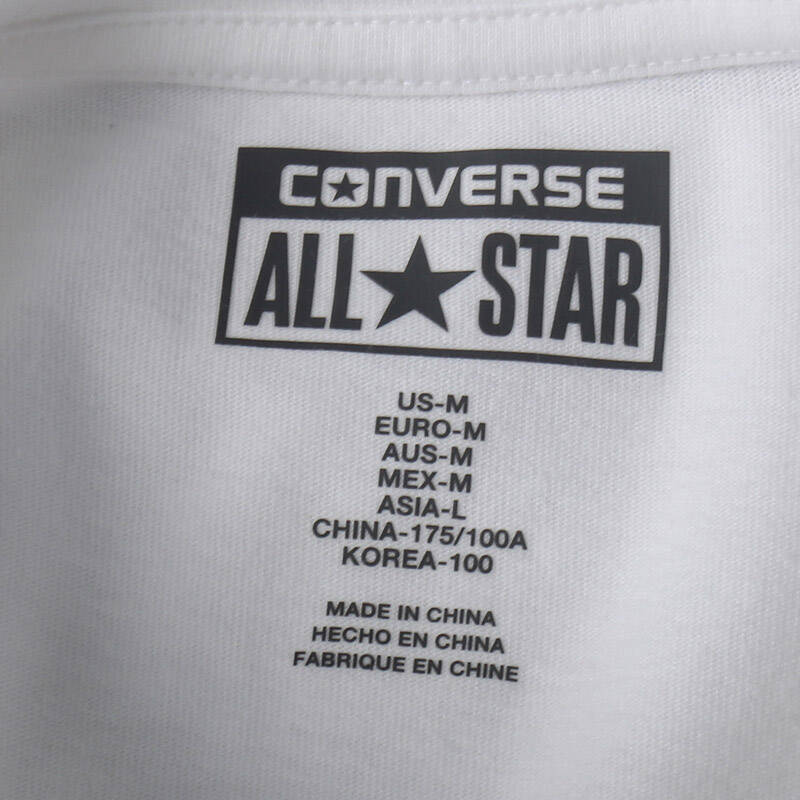 CONVERSE
ALL★STAR
US-M
EURO-M
AUS-M
MEX-M
ASIA-L
CHINA-175/100A
KOREA-100
MADE IN CHINA
HECHO EN CHINA
FABRIQUE EN CHINE